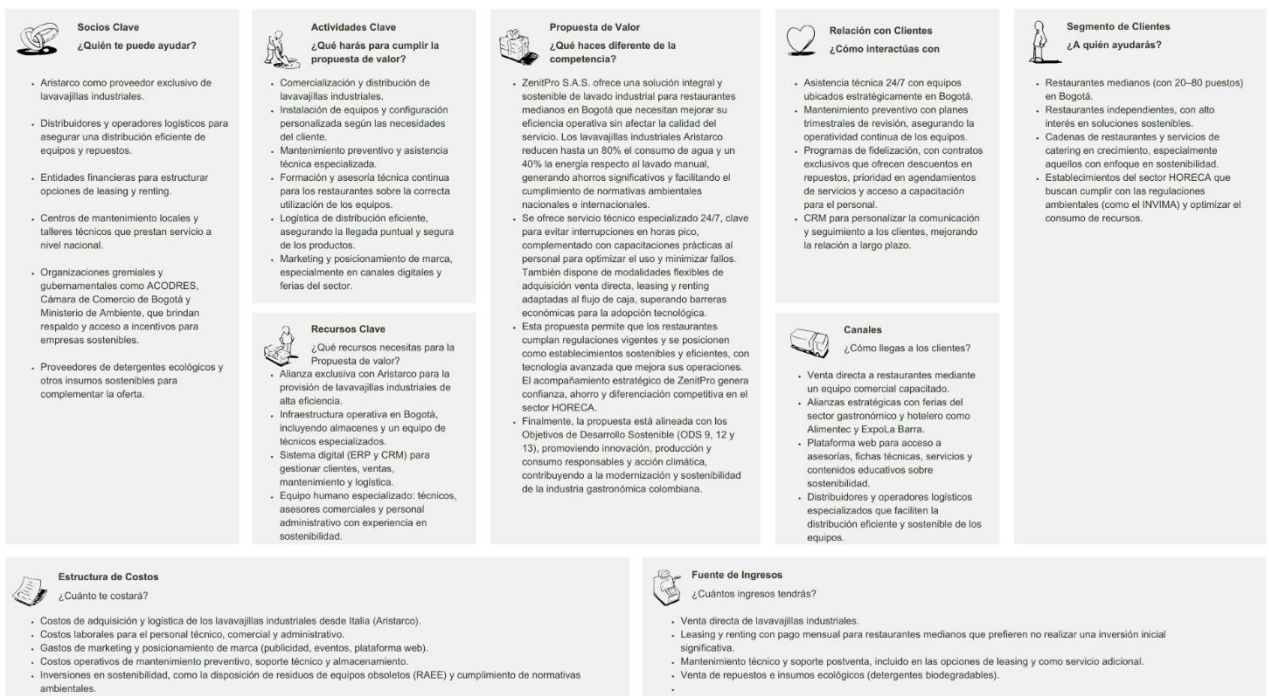 Socios Clave
¿Quién te puede ayudar?
• Aristarco como proveedor exclusivo de
lavavajillas industriales.
• Distribuidores y operadores logísticos para
asegurar una distribución eficiente de
equipos y repuestos.
• Entidades financieras para estructurar
opciones de leasing y renting.
• Centros de mantenimiento locales y
talleres técnicos que prestan servicio a
nivel nacional.
• Organizaciones gremiales y
gubernamentales como ACODRES,
Cámara de Comercio de Bogotá y
Ministerio de Ambiente, que brindan
respaldo y acceso a incentivos para
empresas sostenibles.
• Proveedores de detergentes ecológicos y
otros insumos sostenibles para
complementar la oferta.
Actividades Clave
¿Qué harás para cumplir la
propuesta de valor?
• Comercialización y distribución de
lavavajillas industriales.
• Instalación de equipos y configuración
personalizada según las necesidades
del cliente.
• Mantenimiento preventivo y asistencia
técnica especializada.
• Formación y asesoría técnica
continua para los restaurantes sobre la correcta
utilización de los equipos.
• Logística de distribución eficiente,
asegurando la llegada puntual y segura
de los productos.
• Marketing y posicionamiento de marca,
especialmente en canales digitales y
ferias del sector.
Recursos Clave
¿Qué recursos necesitas para la
Propuesta de valor?
• Alianza exclusiva con Aristarco para la
provisión de lavavajillas industriales de
alta eficiencia.
• Infraestructura operativa en Bogotá,
incluyendo almacenes y un equipo de
técnicos especializados.
• Sistema digital (ERP y CRM) para
gestionar clientes, ventas,
mantenimiento y logística.
• Equipo humano especializado: técnicos,
asesores comerciales y personal
administrativo con experiencia en
sostenibilidad.
Propuesta de Valor
¿Qué haces diferente de la
competencia?
• ZenitPro S.A.S. ofrece una solución integral y
sostenible de lavado industrial para restaurantes
medianos en Bogotá que necesitan mejorar su
eficiencia operativa sin afectar la calidad del
servicio. Los lavavajillas industriales Aristarco
reducen hasta un 80% el consumo de agua y un
40% la energía respecto al lavado manual,
generando ahorros significativos y facilitando el
cumplimiento de normativas ambientales
nacionales e internacionales.
• Se ofrece servicio técnico especializado 24/7, clave
para evitar interrupciones en horas pico,
complementado con capacitaciones prácticas al
personal para optimizar el uso y minimizar fallos.
También dispone de modalidades flexibles de
adquisición venta directa, leasing y renting
adaptadas al flujo de caja, superando barreras
económicas para la adopción tecnológica.
• Esta propuesta permite que los restaurantes
cumplan regulaciones vigentes y se posicionen
como establecimientos sostenibles y eficientes, con
tecnología avanzada que mejora sus operaciones.
El acompañamiento estratégico de ZenitPro genera
confianza, ahorro y diferenciación competitiva en el
sector HORECA.
• Finalmente, la propuesta está alineada con los
Objetivos de Desarrollo Sostenible (ODS 9, 12 y
13), promoviendo innovación, producción y
consumo responsables y acción climática,
contribuyendo a la modernización y sostenibilidad
de la industria gastronómica colombiana.
Relación con Clientes
¿Cómo interactúas con
• Asistencia técnica 24/7 con equipos
ubicados estratégicamente en Bogotá.
• Mantenimiento preventivo con planes
trimestrales de revisión, asegurando la
operatividad continua de los equipos.
• Programas de fidelización, con contratos
exclusivos que ofrecen descuentos en
repuestos, prioridad en agendamientos
de servicios y acceso a capacitación
para el personal.
• CRM para personalizar la comunicación
y seguimiento a los clientes, mejorando
la relación a largo plazo.
Canales
¿Cómo llegas a los clientes?
• Venta directa a restaurantes mediante
un equipo comercial capacitado.
• Alianzas estratégicas con ferias del
sector gastronómico y hotelero como
Alimentec y ExpoLa Barra.
• Plataforma web para acceso a
asesorías, fichas técnicas, servicios y
contenidos educativos sobre
sostenibilidad.
• Distribuidores y operadores logísticos
especializados que faciliten la
distribución eficiente y sostenible de los
equipos.
Segmento de Clientes
¿A quién ayudarás?
• Restaurantes medianos (con 20–80 puestos)
en Bogotá.
• Restaurantes independientes, con alto
interés en soluciones sostenibles.
• Cadenas de restaurantes y servicios de
catering en crecimiento, especialmente
aquellos con enfoque en sostenibilidad.
• Establecimientos del sector HORECA que
buscan cumplir con las regulaciones
ambientales (como el INVIMA) y optimizar el
consumo de recursos.
Estructura de Costos
¿Cuánto te costará?
• Costos de adquisición y logística de los lavavajillas industriales desde Italia (Aristarco).
• Costos laborales para el personal técnico, comercial y administrativo.
• Gastos de marketing y posicionamiento de marca (publicidad, eventos, plataforma web).
• Costos operativos de mantenimiento preventivo, soporte técnico y almacenamiento.
• Inversiones en sostenibilidad, como la disposición de residuos de equipos obsoletos (RAEE) y cumplimiento de normativas
ambientales.
Fuente de Ingresos
¿Cuántos ingresos tendrás?
• Venta directa de lavavajillas industriales.
• Leasing y renting con pago mensual para restaurantes medianos que prefieren no realizar una inversión inicial
significativa.
• Mantenimiento técnico y soporte postventa, incluido en las opciones de leasing y como servicio adicional.
• Venta de repuestos e insumos ecológicos (detergentes biodegradables).
•